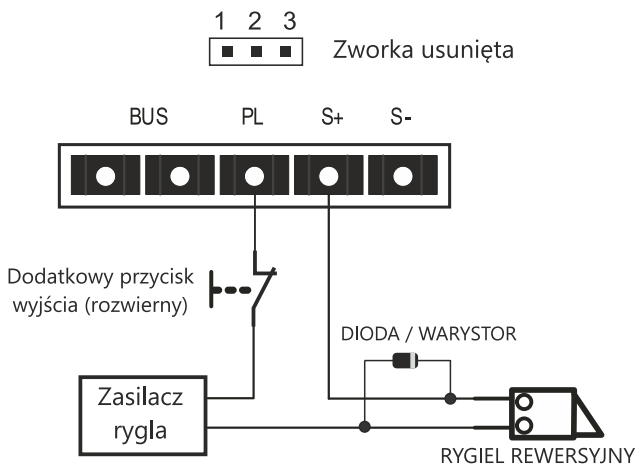 1 2 3
Zworka usunięta
BUS PL S+ S-
Dodatkowy przycisk
wyjścia (rozwierny)
DIODA / WARYSTOR
Zasilacz
rygla
RYGIEL REWERSYJNY